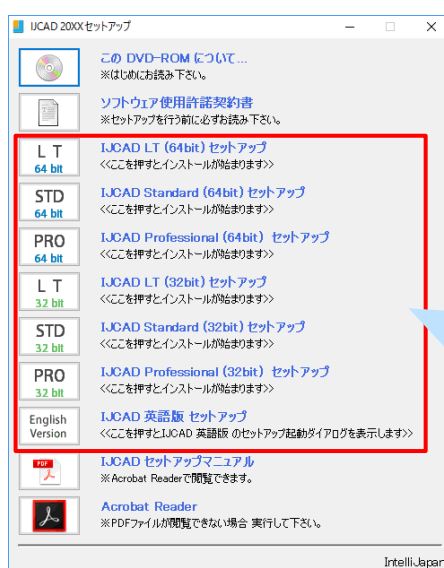 IJCAD 20XXセットアップ
この DVD-ROM について...
※はじめにお読み下さい。
ソフトウェア使用許諾契約書
※セットアップを行う前に必ずお読み下さい。
L T
64 bit
IJCAD LT (64bit) セットアップ
<<ここを押すとインストールが始まります>>
STD
64 bit
IJCAD Standard (64bit) セットアップ
<<ここを押すとインストールが始まります>>
PRO
64 bit
IJCAD Professional (64bit) セットアップ
<<ここを押すとインストールが始まります>>
L T
32 bit
IJCAD LT (32bit) セットアップ
<<ここを押すとインストールが始まります>>
STD
32 bit
IJCAD Standard (32bit) セットアップ
<<ここを押すとインストールが始まります>>
PRO
32 bit
IJCAD Professional (32bit) セットアップ
<<ここを押すとインストールが始まります>>
English
Version
IJCAD 英語版 セットアップ
<<ここを押すとIJCAD 英語版 のセットアップ起動ダイアログを表示します>>
PDF
IJCAD セットアップマニュアル
※Acrobat Readerで閲覧できます。
Acrobat Reader
※PDFファイルが閲覧できない場合 実行して下さい。
IntelliJapan